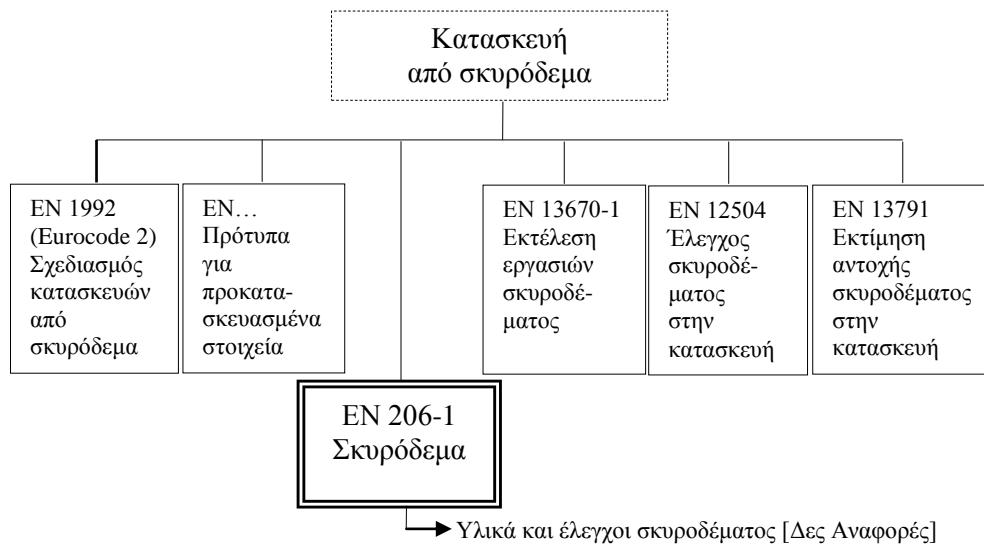 Κατασκευή
από σκυρόδεμα
EN 1992
(Eurocode 2)
Σχεδιασμός
κατασκευών
από
σκυρόδεμα
EN…
Πρότυπα
για
προκατα-
σκευασμένα
στοιχεία
EN 13670-1
Εκτέλεση
εργασιών
σκυροδέ-
ματος
EN 12504
Έλεγχος
σκυροδέ-
ματος
στην
κατασκευή
EN 13791
Εκτίμηση
αντοχής
σκυροδέματος
στην
κατασκευή
EN 206-1
Σκυρόδεμα
Υλικά και έλεγχοι σκυροδέματος [Δες Αναφορές]